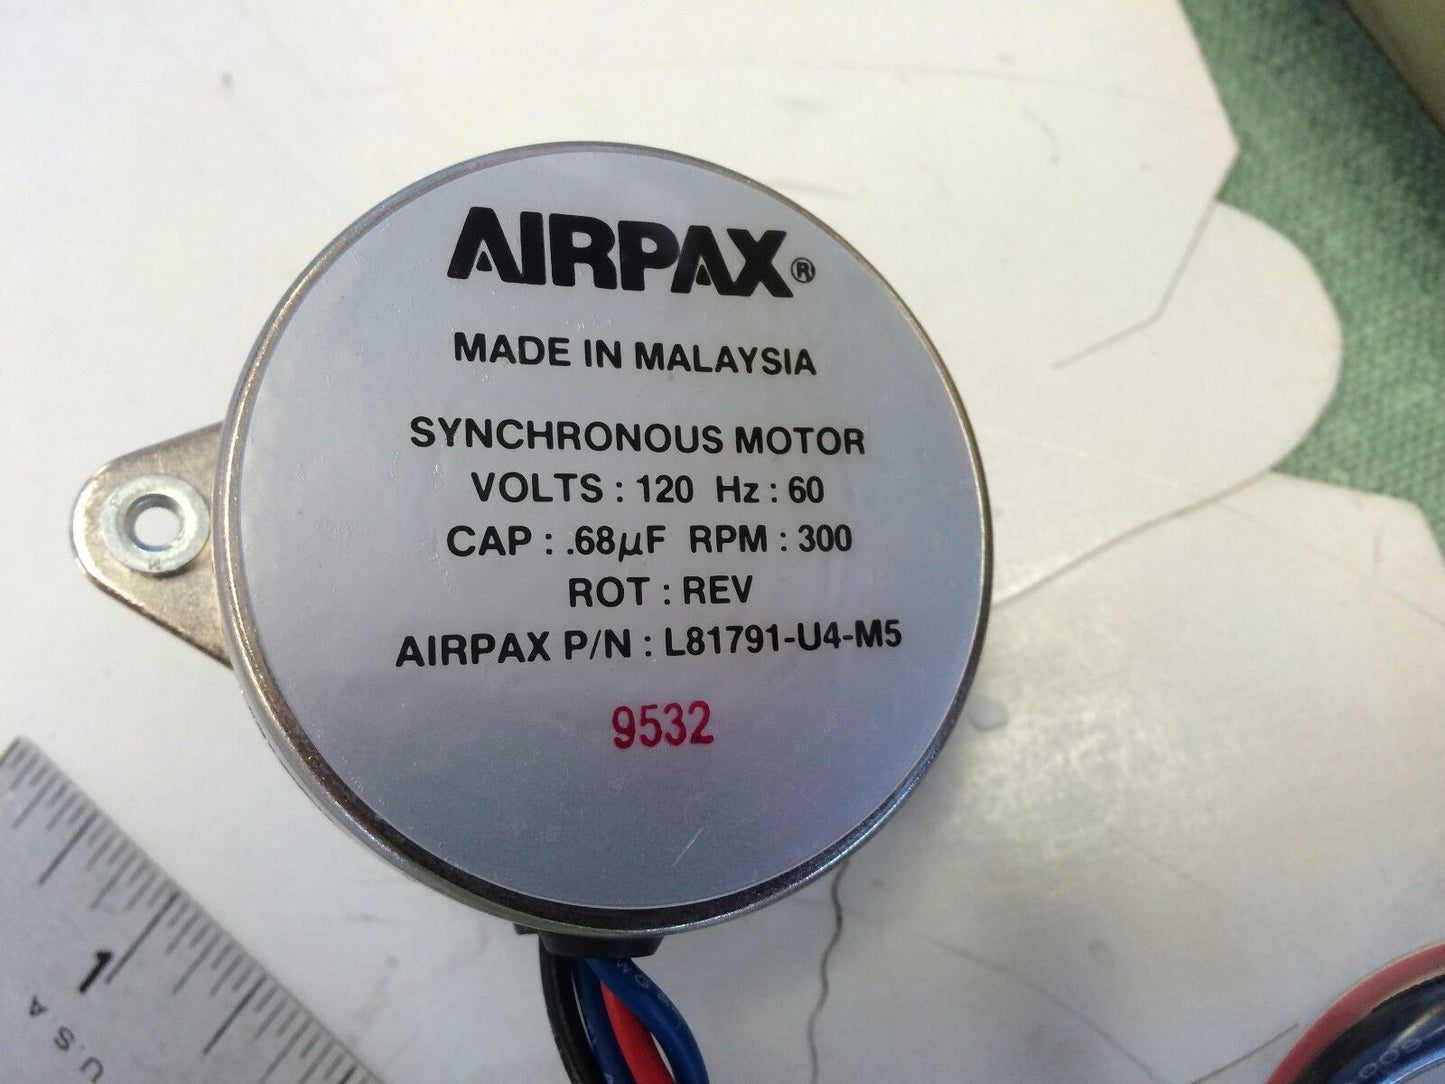 AIRPAX®
MADE IN MALAYSIA
SYNCHRONOUS MOTOR
VOLTS : 120 Hz : 60
CAP : .68µF RPM : 300
ROT : REV
AIRPAX P/N : L81791-U4-M5
9532
1
U.S.A